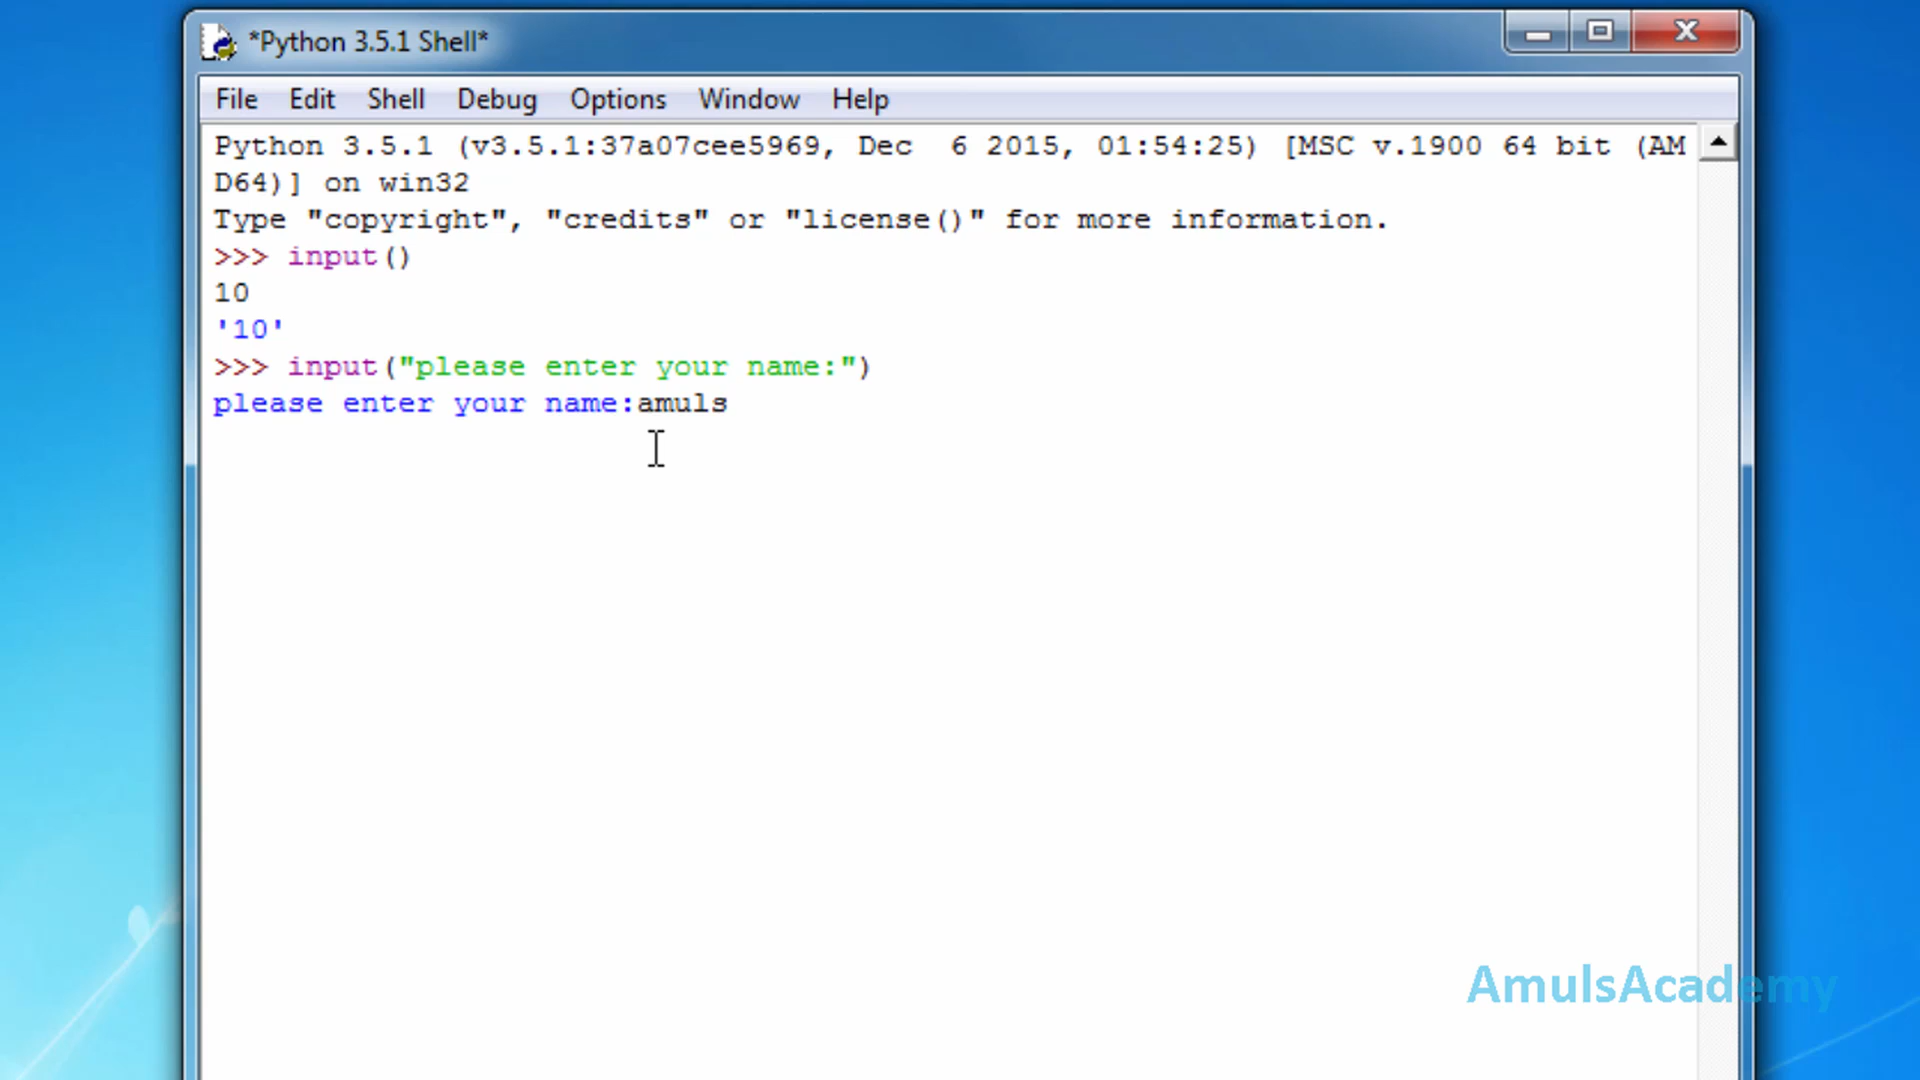 *Python 3.5.1 Shell*
File Edit Shell Debug Options Window Help
Python 3.5.1 (v3.5.1:37a07cee5969, Dec  6 2015, 01:54:25) [MSC v.1900 64 bit (AM
D64)] on win32
Type "copyright", "credits" or "license()" for more information.
>>> input()
10
'10'
>>> input("please enter your name:")
please enter your name:amuls
AmulsAcademy